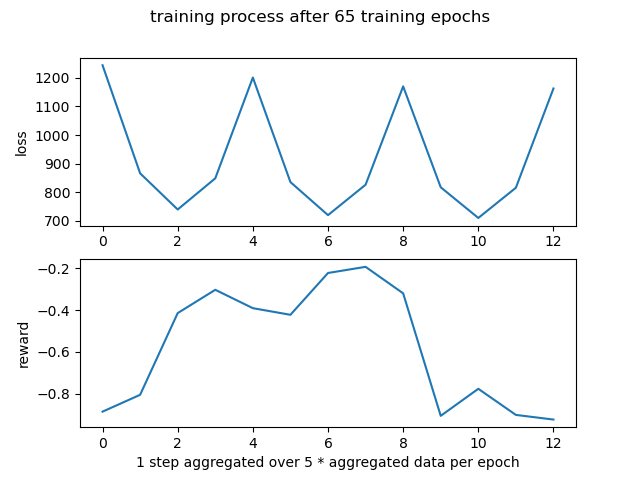 training process after 65 training epochs
1200
1100
1000
900
800
700
loss
0 2 4 6 8 10 12
−0.2
−0.4
−0.6
−0.8
reward
0 2 4 6 8 10 12
1 step aggregated over 5 * aggregated data per epoch